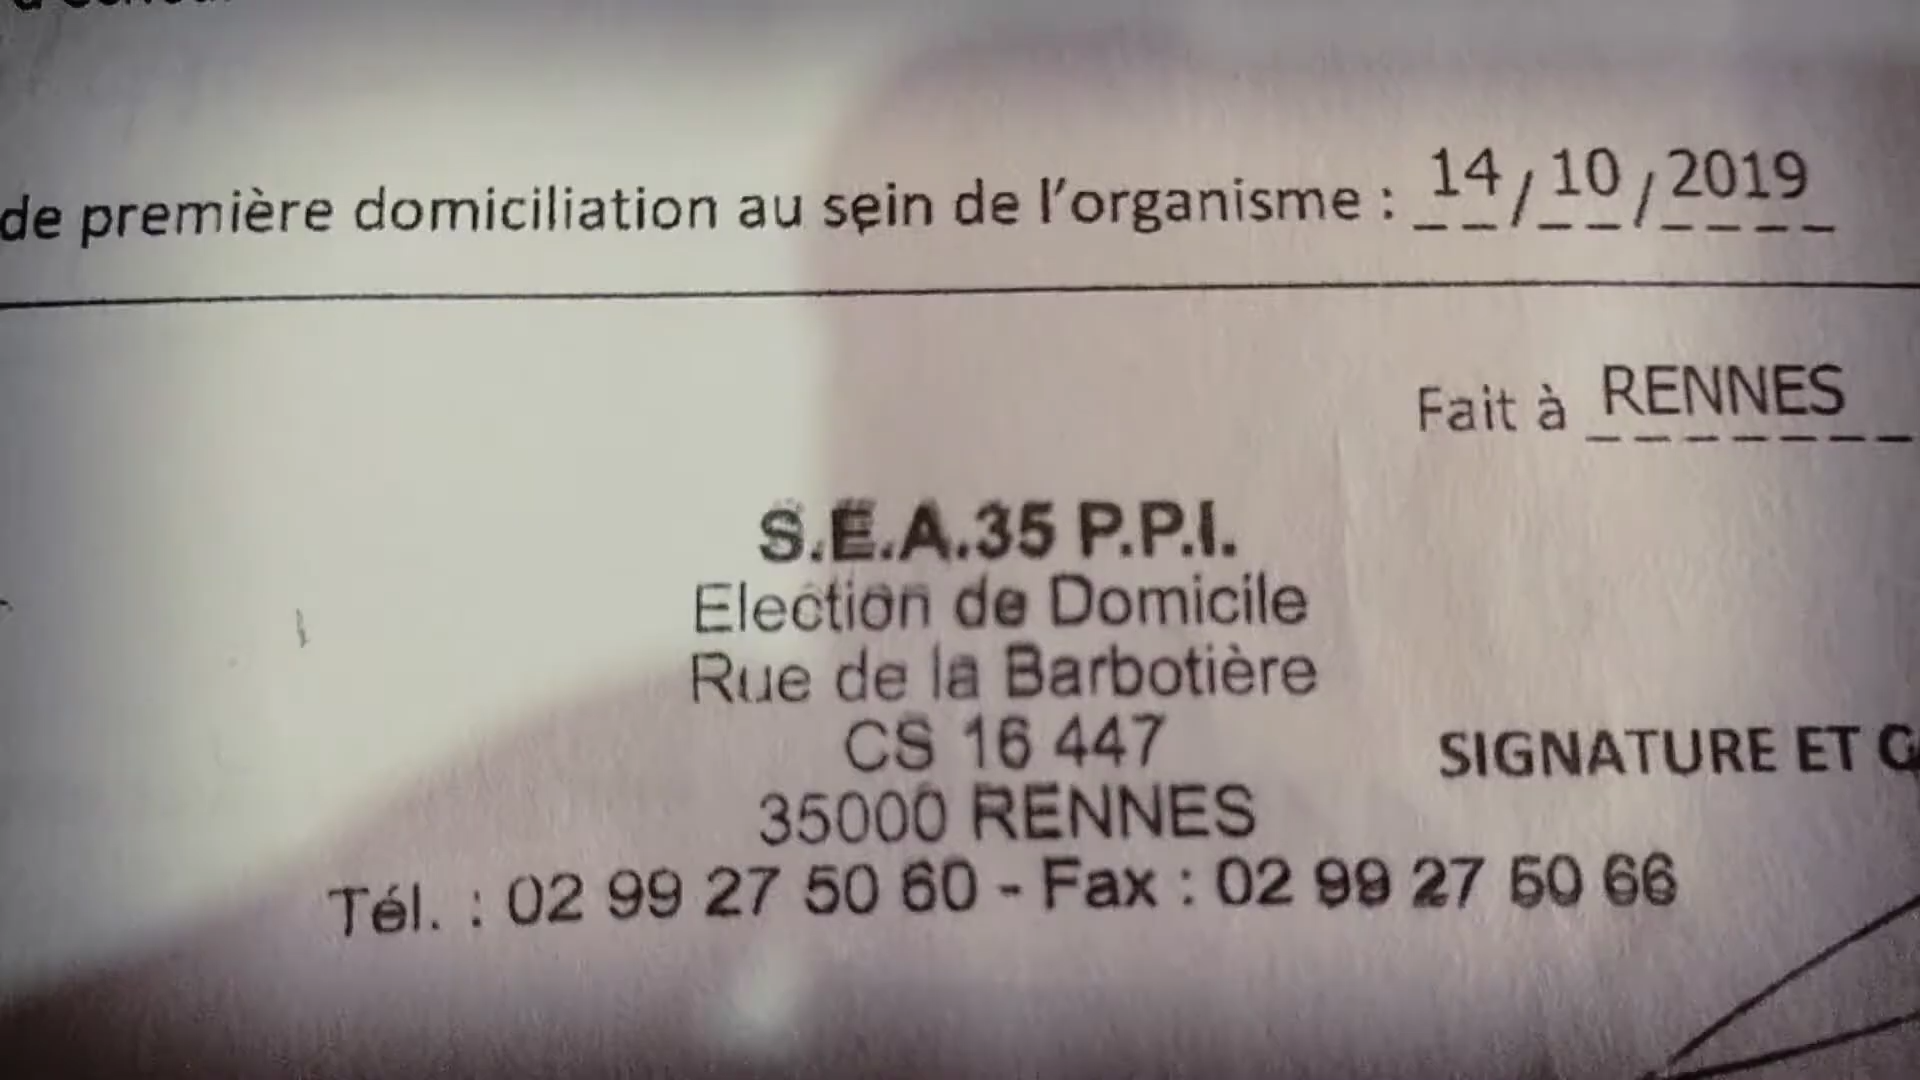 de première domiciliation au sein de l'organisme : 14/10/2019
Fait à RENNES
S.E.A.35 P.P.I.
Election de Domicile
Rue de la Barbotière
CS 16 447
35000 RENNES
SIGNATURE ET
Tél. : 02 99 27 50 60 - Fax : 02 99 27 50 66